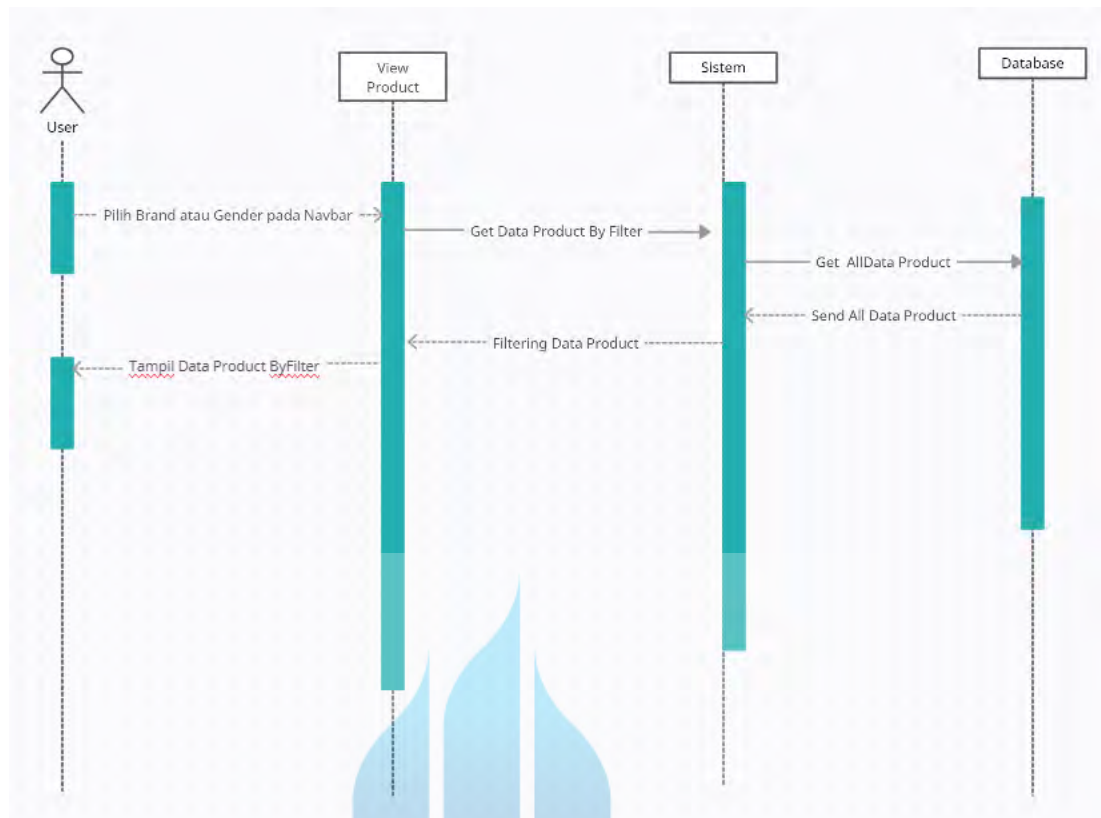 View
Product
Sistem
Database
User
Pilih Brand atau Gender pada Navbar
Get Data Product By Filter
Get AllData Product
Send All Data Product
Filtering Data Product
Tampil Data Product ByFilter